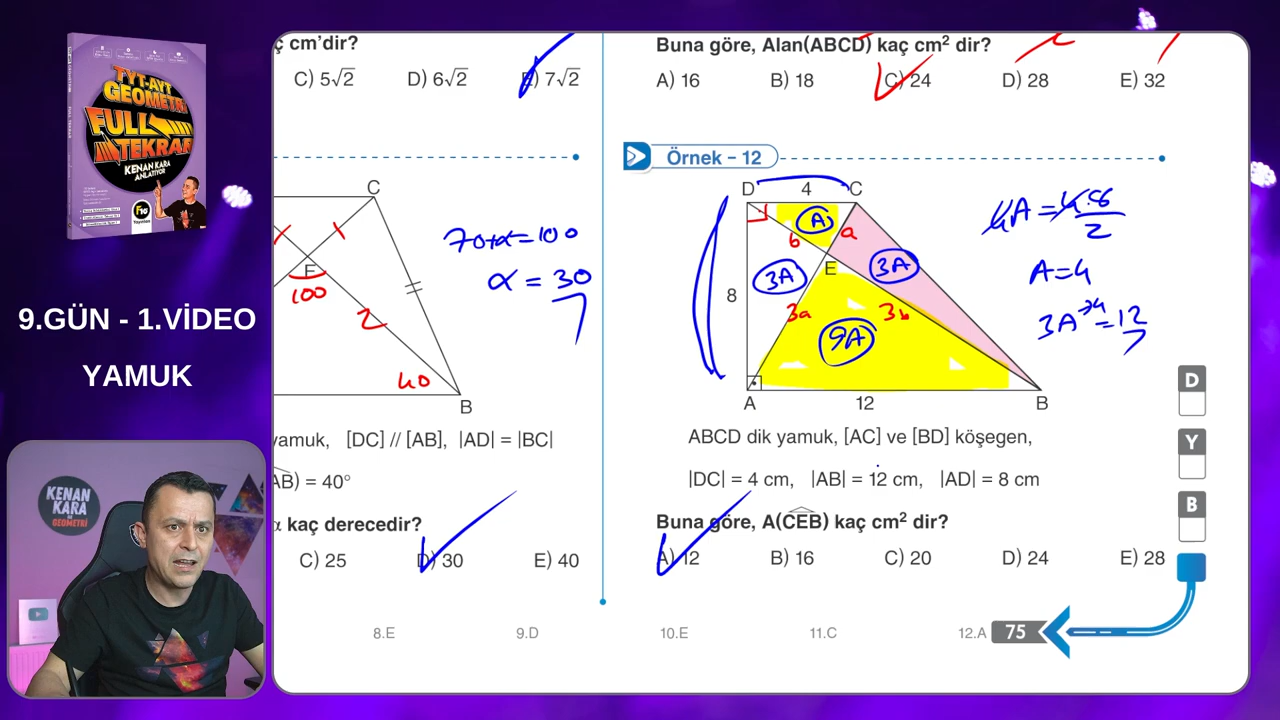 TYT-AYT
GEOMETRİ
FULL
TEKRAR
KENAN KARA
ANLATIYOR
9.GÜN - 1.VİDEO
YAMUK
KENAN
KARA
GEOMETRİ
ç cm'dir?
C) 5√2 D) 6√2 E) 7√2
C
E
100
2
40
B
70+α=100
α = 30
yamuk, [DC] // [AB], |AD| = |BC|
AB) = 40°
α kaç derecedir?
C) 25 D) 30 E) 40
Buna göre, Alan(ABCD) kaç cm² dir?
A) 16 B) 18 C) 24 D) 28 E) 32
Örnek - 12
D 4 C
A
b a
3A E 3A
8
3a 3b
9A
A 12 B
4A = 4.8/2
A=4
3A=12
ABCD dik yamuk, [AC] ve [BD] köşegen,
|DC| = 4 cm, |AB| = 12 cm, |AD| = 8 cm
Buna göre, A(CEB) kaç cm² dir?
A) 12 B) 16 C) 20 D) 24 E) 28
D
Y
B
8.E 9.D 10.E 11.C 12.A 75